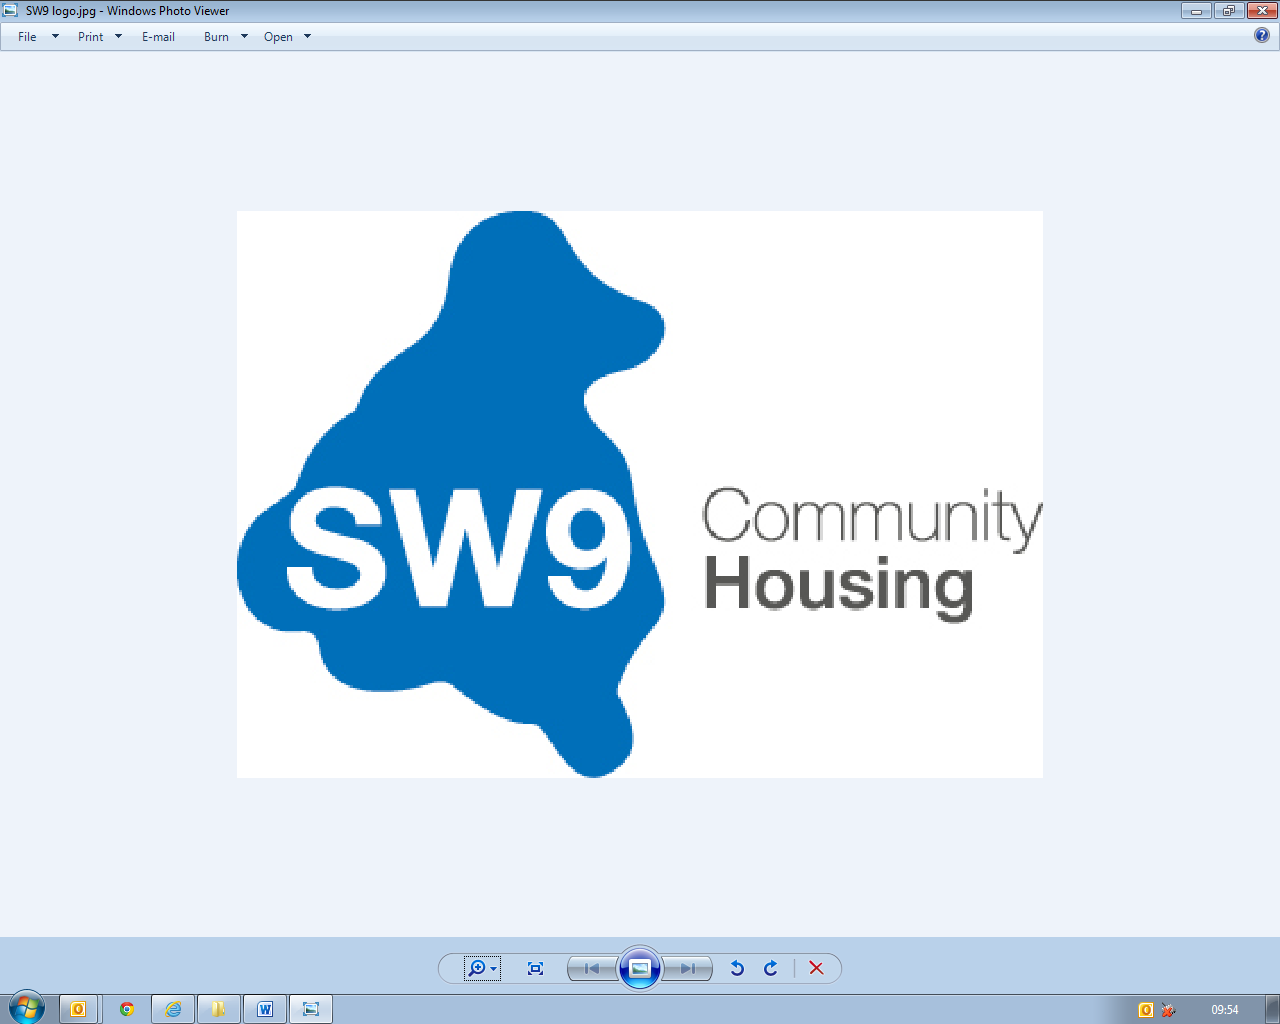 SW9 logo.jpg - Windows Photo Viewer
File Print E-mail Burn Open
SW9
Community
Housing
09:54